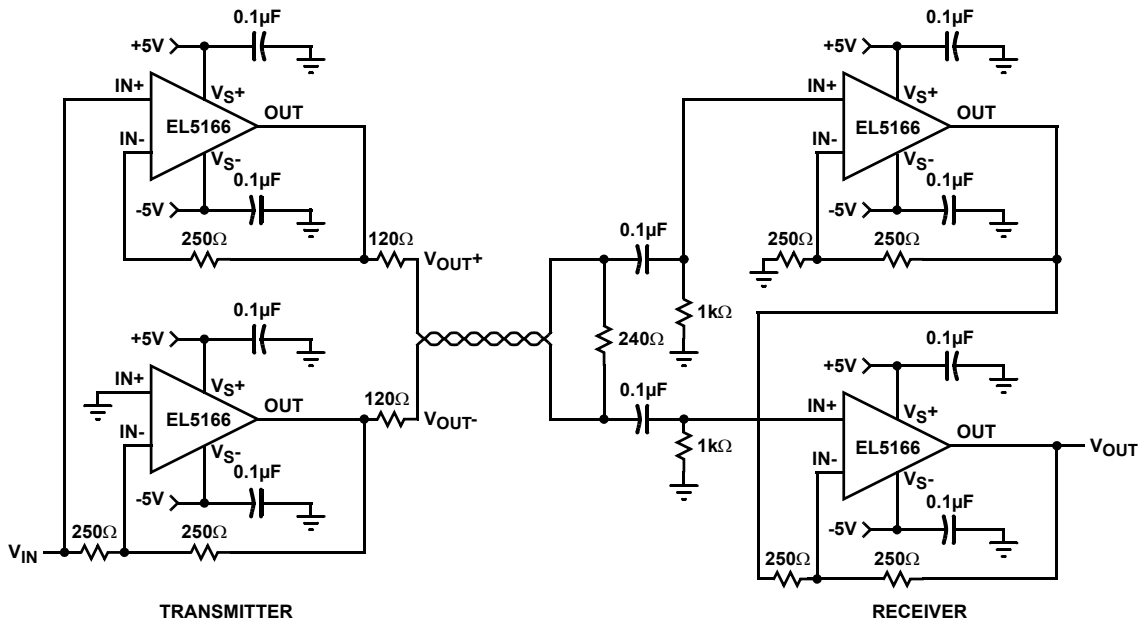 0.1µF
+5V
IN+
VS+
OUT
EL5166
IN-
VS-
0.1µF
-5V
250Ω
120Ω
VOUT+
0.1µF
+5V
IN+
VS+
OUT
EL5166
IN-
VS-
120Ω
VOUT-
0.1µF
-5V
250Ω
250Ω
VIN
TRANSMITTER
0.1µF
240Ω
1kΩ
0.1µF
1kΩ
0.1µF
+5V
IN+
VS+
OUT
EL5166
IN-
VS-
0.1µF
-5V
250Ω
250Ω
0.1µF
+5V
IN+
VS+
OUT
VOUT
EL5166
IN-
VS-
0.1µF
-5V
250Ω
250Ω
RECEIVER